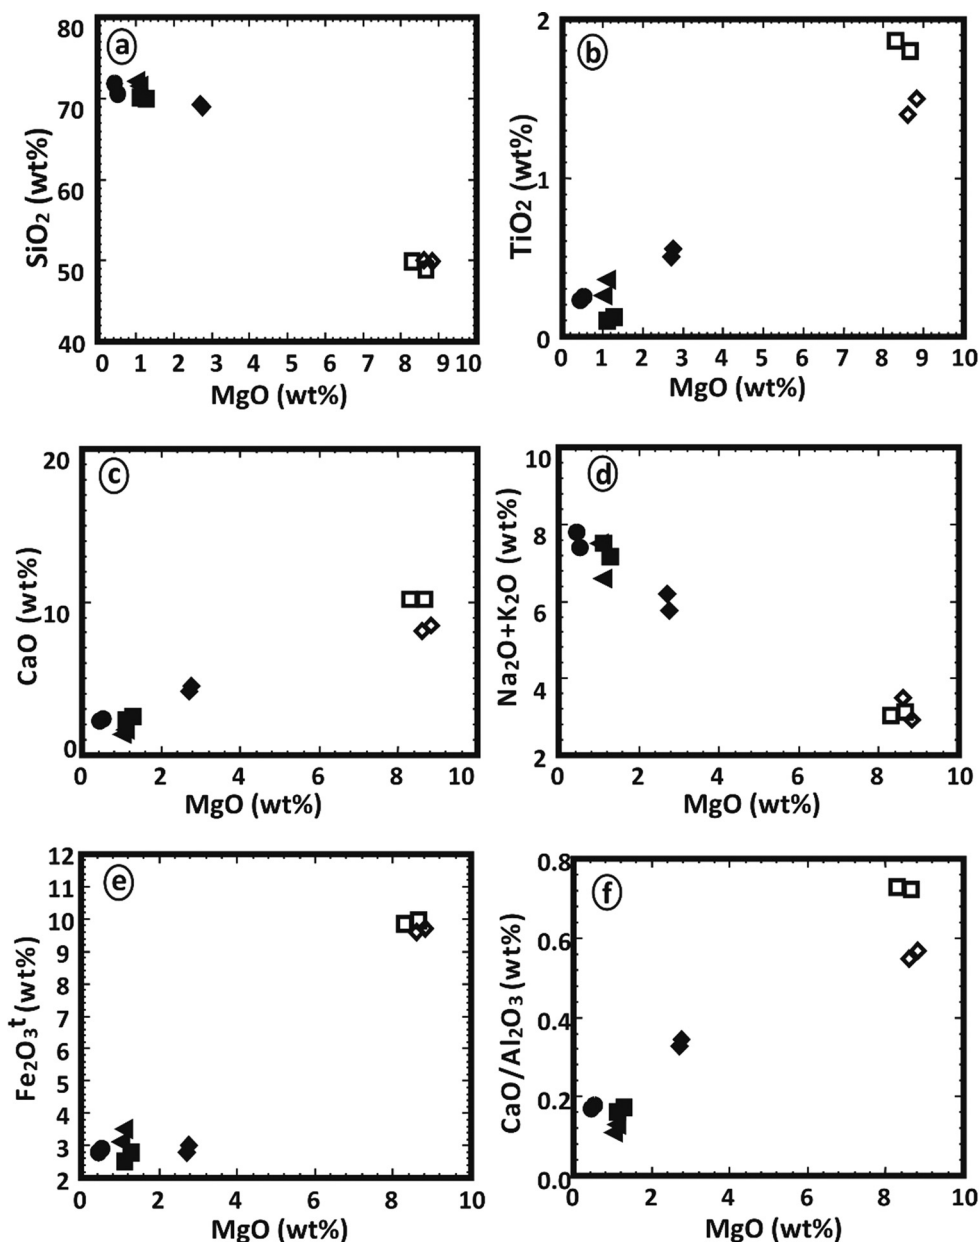 a
SiO₂ (wt%)
80
70
60
50
40
0 1 2 3 4 5 6 7 8 9 10
MgO (wt%)
b
TiO₂ (wt%)
2
1
0
0 1 2 3 4 5 6 7 8 9 10
MgO (wt%)
c
CaO (wt%)
20
10
0
0 2 4 6 8 10
MgO (wt%)
d
Na₂O+K₂O (wt%)
10
8
6
4
2
0 2 4 6 8 10
MgO (wt%)
e
Fe₂O₃ᵗ (wt%)
12
11
10
9
8
7
6
5
4
3
2
0 2 4 6 8 10
MgO (wt%)
f
CaO/Al₂O₃ (wt%)
0.8
0.6
0.4
0.2
0.0
0 2 4 6 8 10
MgO (wt%)